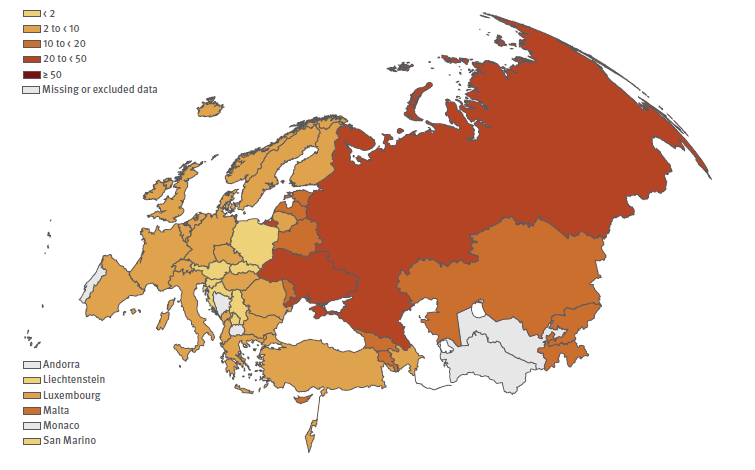 < 2
2 to < 10
10 to < 20
20 to < 50
≥ 50
Missing or excluded data
Andorra
Liechtenstein
Luxembourg
Malta
Monaco
San Marino